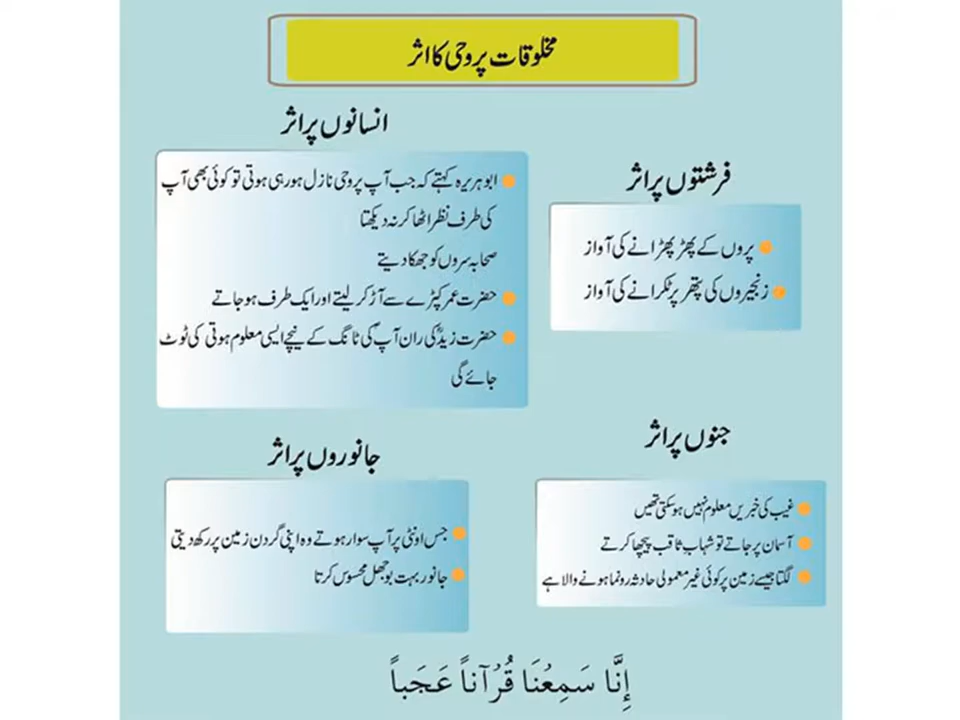 مخلوقات پر وحی کا اثر
فرشتوں پر اثر
پروں کے پھڑپھڑانے کی آواز
زنجیروں کی پتھر پر ٹکرانے کی آواز
انسانوں پر اثر
ابو ہریرہ کہتے کہ جب آپ پر وحی نازل ہو رہی ہوتی تو کوئی بھی آپ
کی طرف نظر اٹھا کر نہ دیکھتا
صحابہ سروں کو جھکا دیتے
حضرت عمر کپڑے سے آڑ کر لیتے اور ایک طرف ہو جاتے
حضرت زیدؓ کی ران آپؐ کی ٹانگ کے نیچے ایسی معلوم ہوتی کی ٹوٹ
جائے گی
جنوں پر اثر
غیب کی خبریں معلوم نہیں ہو سکتی تھیں
آسمان پر جاتے تو شہاب ثاقب پیچھا کرتے
لگتا جیسے زمین پر کوئی غیر معمولی حادثہ رونما ہونے والا ہے
جانوروں پر اثر
جس اونٹی پر آپ سوار ہوتے وہ اپنی گردن زمین پر رکھ دیتی
جانور بہت بوجھل محسوس کرتا
إِنَّا سَمِعْنَا قُرْآناً عَجَباً